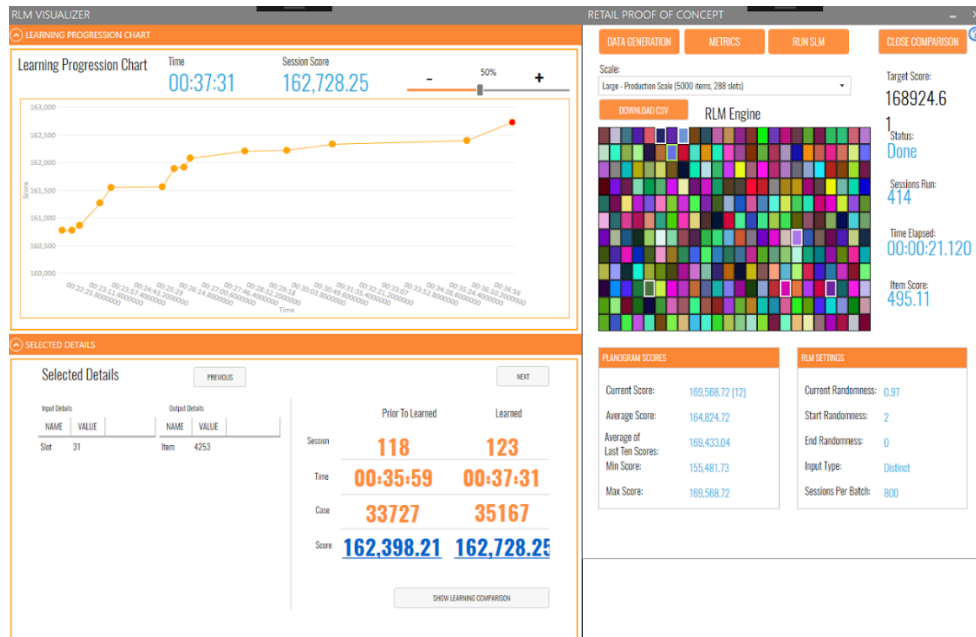 RLM VISUALIZER
LEARNING PROGRESSION CHART
Learning Progression Chart
Time
00:37:31
Session Score
162,728.25
-
50%
+
163,000
162,500
162,000
161,500
161,000
160,500
160,000
Score
Time
SELECTED DETAILS
Selected Details
PREVIOUS
NEXT
Input Details
NAME VALUE
Slot 31
Output Details
NAME VALUE
Item 4253
Prior To Learned Learned
Session 118 123
Time 00:35:59 00:37:31
Case 33727 35167
Score 162,398.21 162,728.25
SHOW LEARNING COMPARISON
RETAIL PROOF OF CONCEPT
DATA GENERATION
METRICS
RUN SLM
CLOSE COMPARISON
Scale:
Large - Production Scale (5000 items, 288 slots)
DOWNLOAD CSV
RLM Engine
Target Score:
168924.6
1
Status:
Done
Sessions Run:
414
Time Elapsed:
00:00:21.120
Item Score:
495.11
PLANOGRAM SCORES
Current Score: 169,568.72 (12)
Average Score: 164,824.72
Average of
Last Ten Scores: 169,433.04
Min Score: 155,481.73
Max Score: 169,568.72
RLM SETTINGS
Current Randomness: 0.97
Start Randomness: 2
End Randomness: 0
Input Type: Distinct
Sessions Per Batch: 800